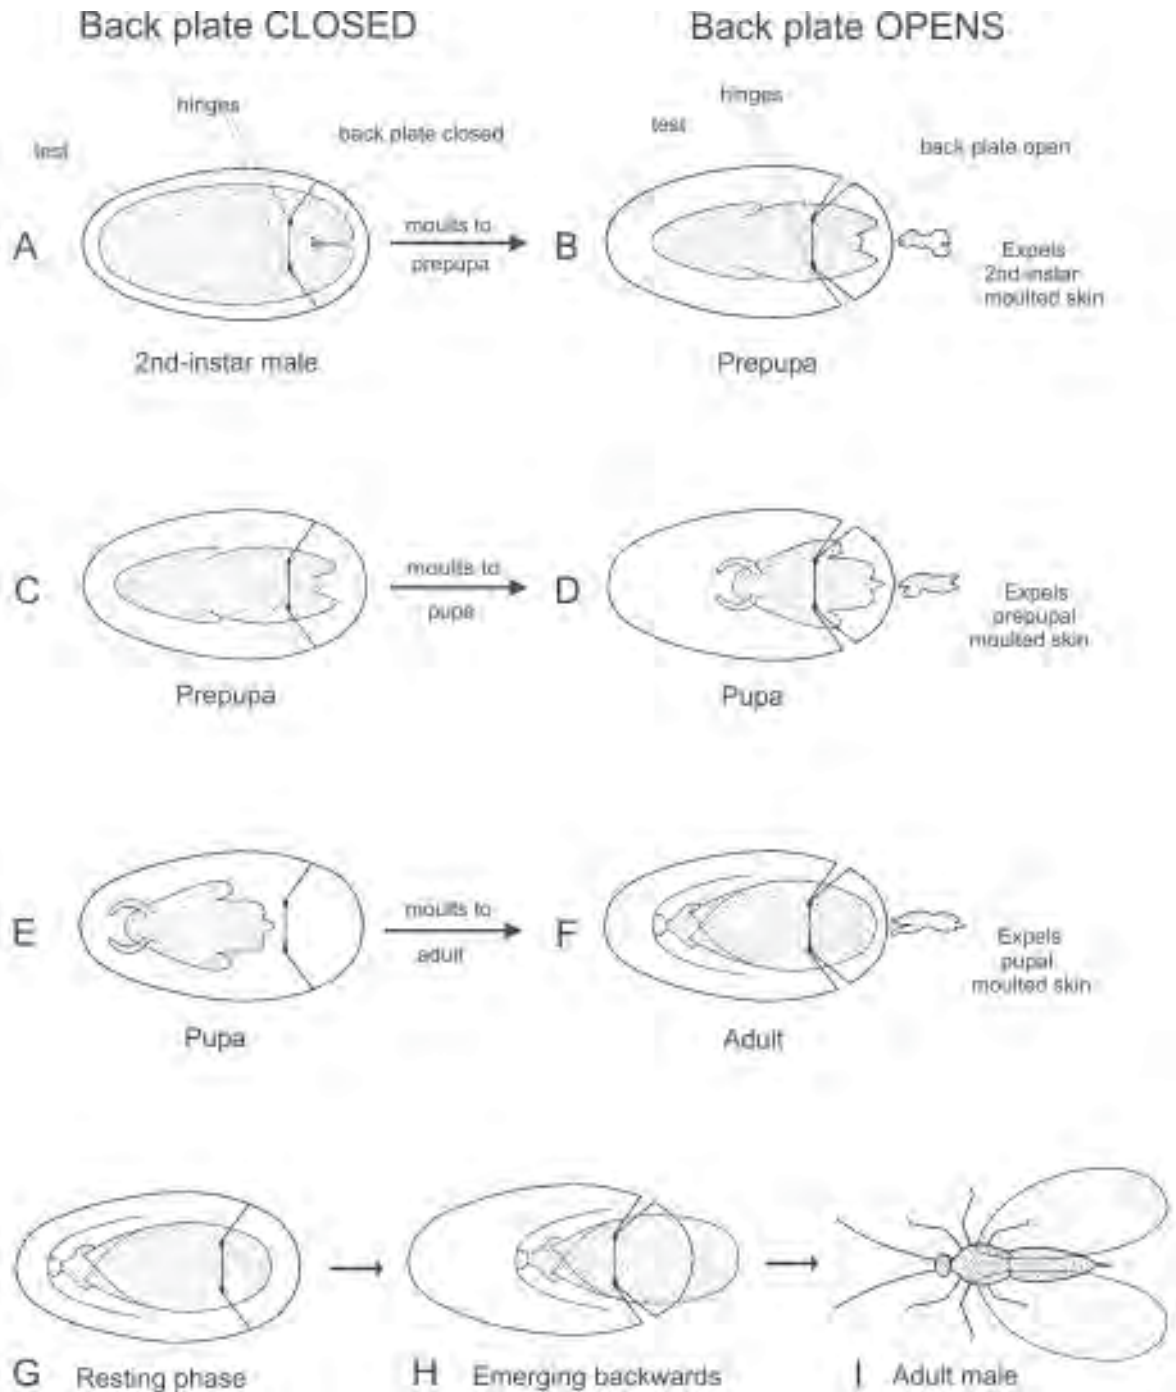 Back plate CLOSED
Back plate OPENS
hinges
test
back plate closed
hinges
test
back plate open
A
moults to
prepupa
B
Expels
2nd-instar
moulted skin
2nd-instar male
Prepupa
C
moults to
pupa
D
Expels
prepupal
moulted skin
Prepupa
Pupa
E
moults to
adult
F
Expels
pupal
moulted skin
Pupa
Adult
G Resting phase
H Emerging backwards
I Adult male